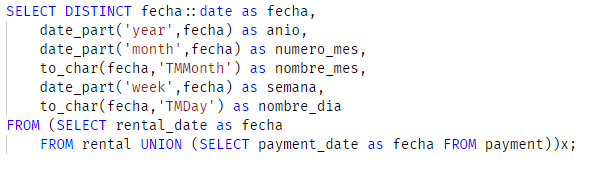 SELECT DISTINCT fecha::date as fecha,
date_part('year',fecha) as anio,
date_part('month',fecha) as numero_mes,
to_char(fecha,'TMMonth') as nombre_mes,
date_part('week',fecha) as semana,
to_char(fecha,'TMDay') as nombre_dia
FROM (SELECT rental_date as fecha
FROM rental UNION (SELECT payment_date as fecha FROM payment))x;